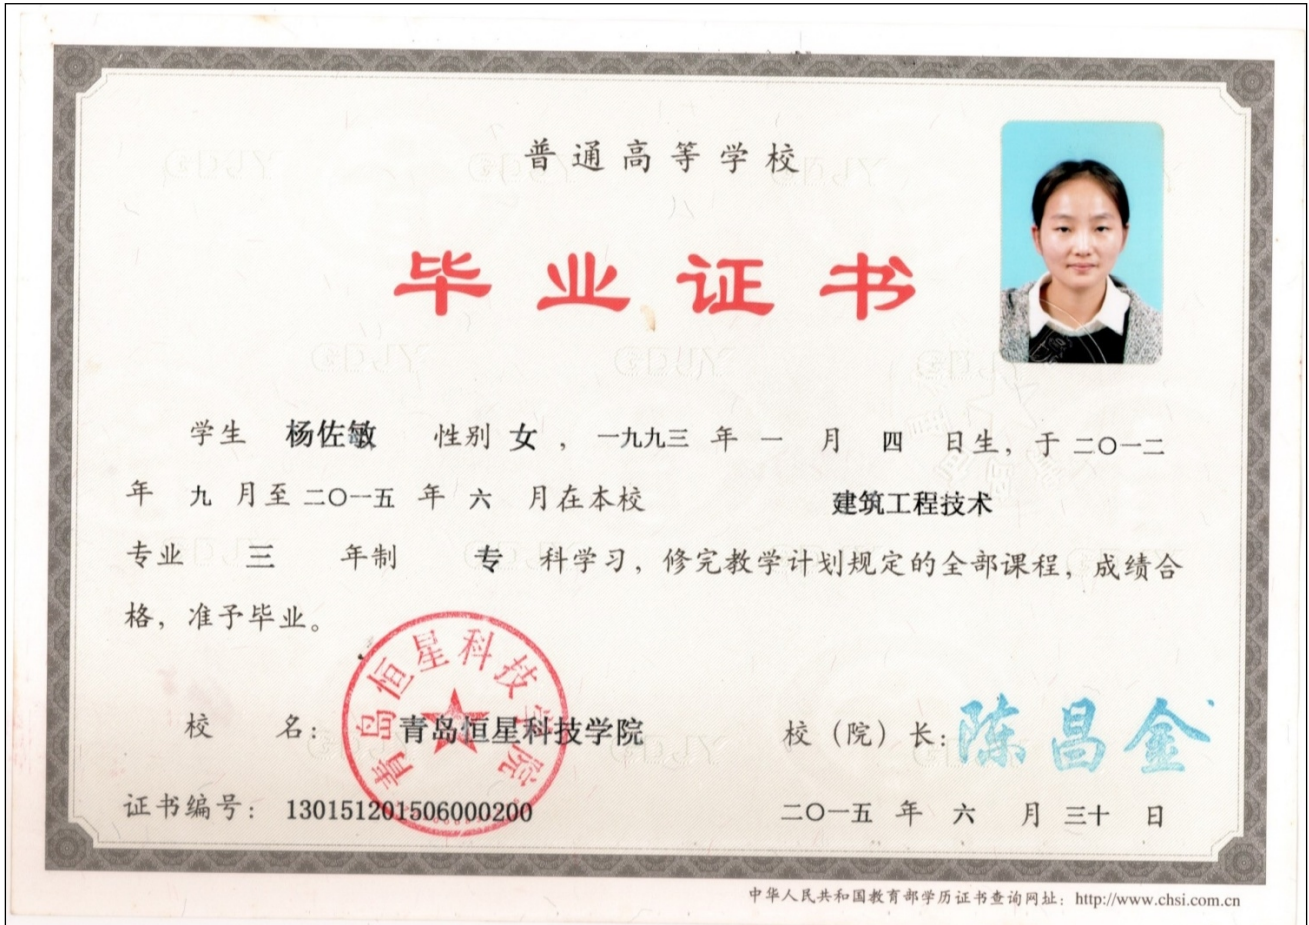 普通高等学校
毕业证书
学生 杨佐敏 性别 女，一九九三 年 一 月 四 日生，于 二〇一二
年 九 月至 二〇一五 年 六 月在本校 建筑工程技术
专业 三 年制 专 科学习，修完教学计划规定的全部课程，成绩合
格，准予毕业。
青岛恒星科技学院
校 名： 青岛恒星科技学院 校（院）长：陈昌金
证书编号： 130151201506000200 二〇一五 年 六 月 三十 日
中华人民共和国教育部学历证书查询网址：http://www.chsi.com.cn
GDJY
GDJY
GDJY
GDJY
GDJY
GDJY